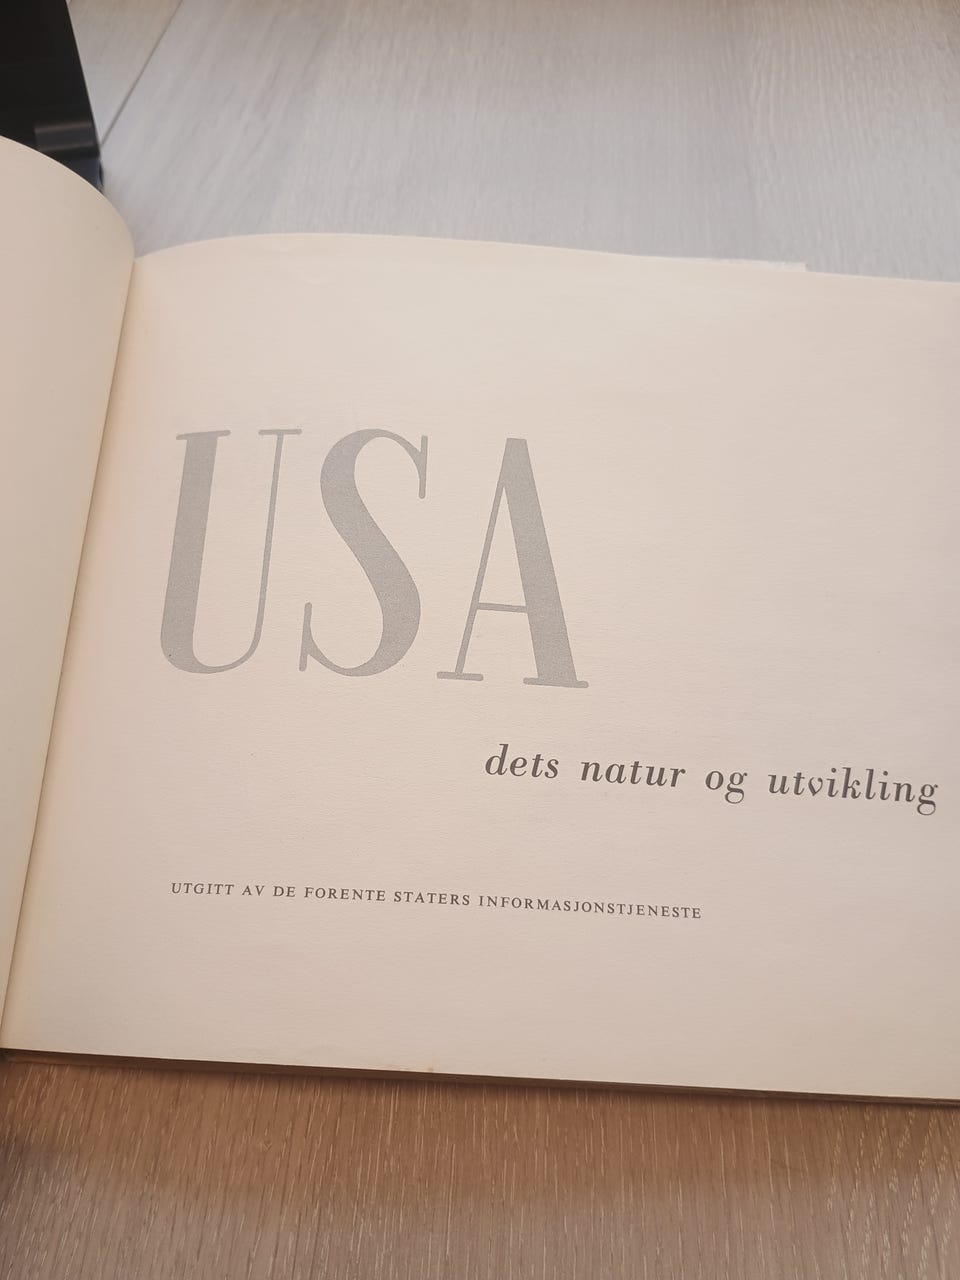 USA
dets natur og utvikling
UTGITT AV DE FORENTE STATERS INFORMASJONSTJENESTE